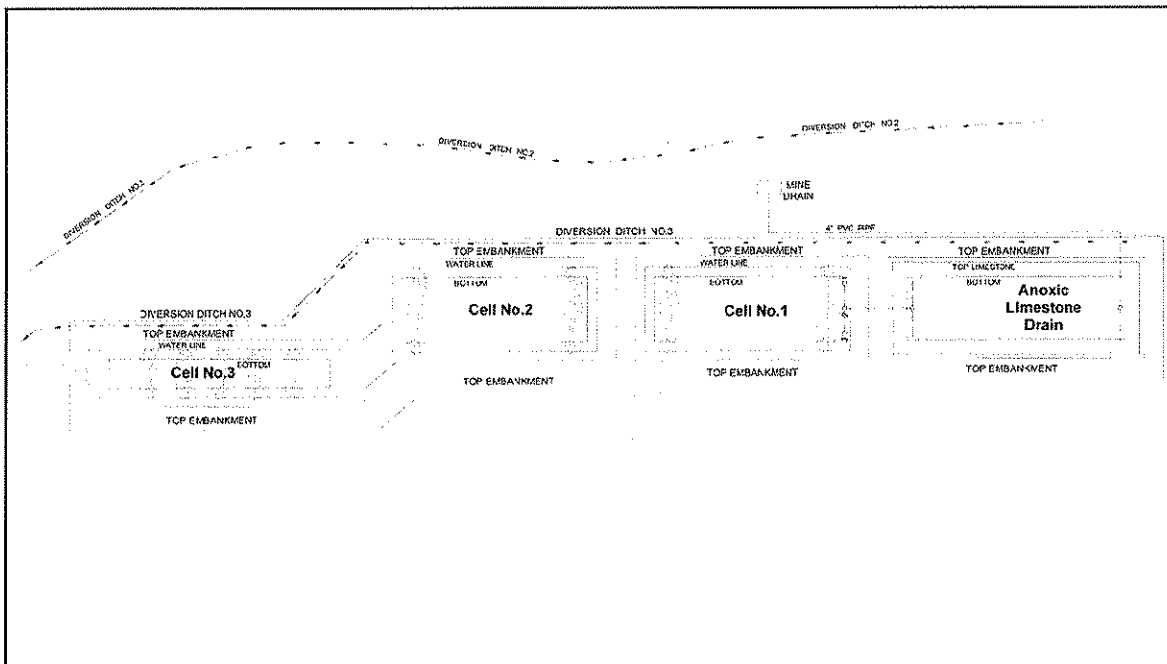 DIVERSION DITCH NO.2
DIVERSION DITCH NO.2
DIVERSION DITCH NO.3
MINE
DRAIN
DIVERSION DITCH NO.3
4" PVC PIPE
TOP EMBANKMENT
TOP EMBANKMENT
TOP EMBANKMENT
WATER LINE
WATER LINE
TOP LIMESTONE
BOTTOM
BOTTOM
BOTTOM
Cell No.2
Cell No.1
Anoxic
Limestone
Drain
DIVERSION DITCH NO.3
TOP EMBANKMENT
WATER LINE
BOTTOM
Cell No.3
TOP EMBANKMENT
TOP EMBANKMENT
TOP EMBANKMENT
TOP EMBANKMENT